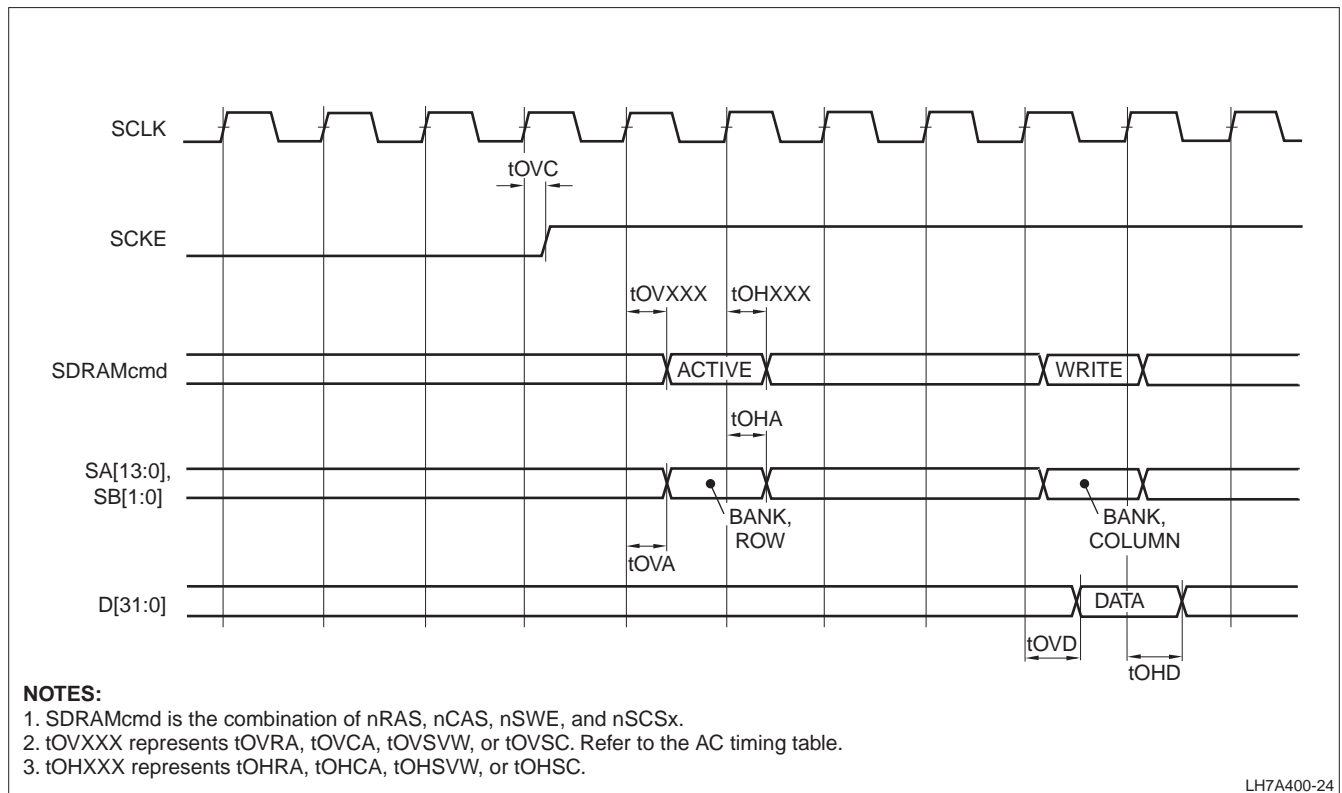 SCLK
tOVC
SCKE
tOVXXX
tOHXXX
SDRAMcmd
ACTIVE
WRITE
tOHA
SA[13:0],
SB[1:0]
BANK,
ROW
BANK,
COLUMN
tOVA
D[31:0]
DATA
tOVD
tOHD
NOTES:
1. SDRAMcmd is the combination of nRAS, nCAS, nSWE, and nSCSx.
2. tOVXXX represents tOVRA, tOVCA, tOVSVW, or tOVSC. Refer to the AC timing table.
3. tOHXXX represents tOHRA, tOHCA, tOHSVW, or tOHSC.
LH7A400-24